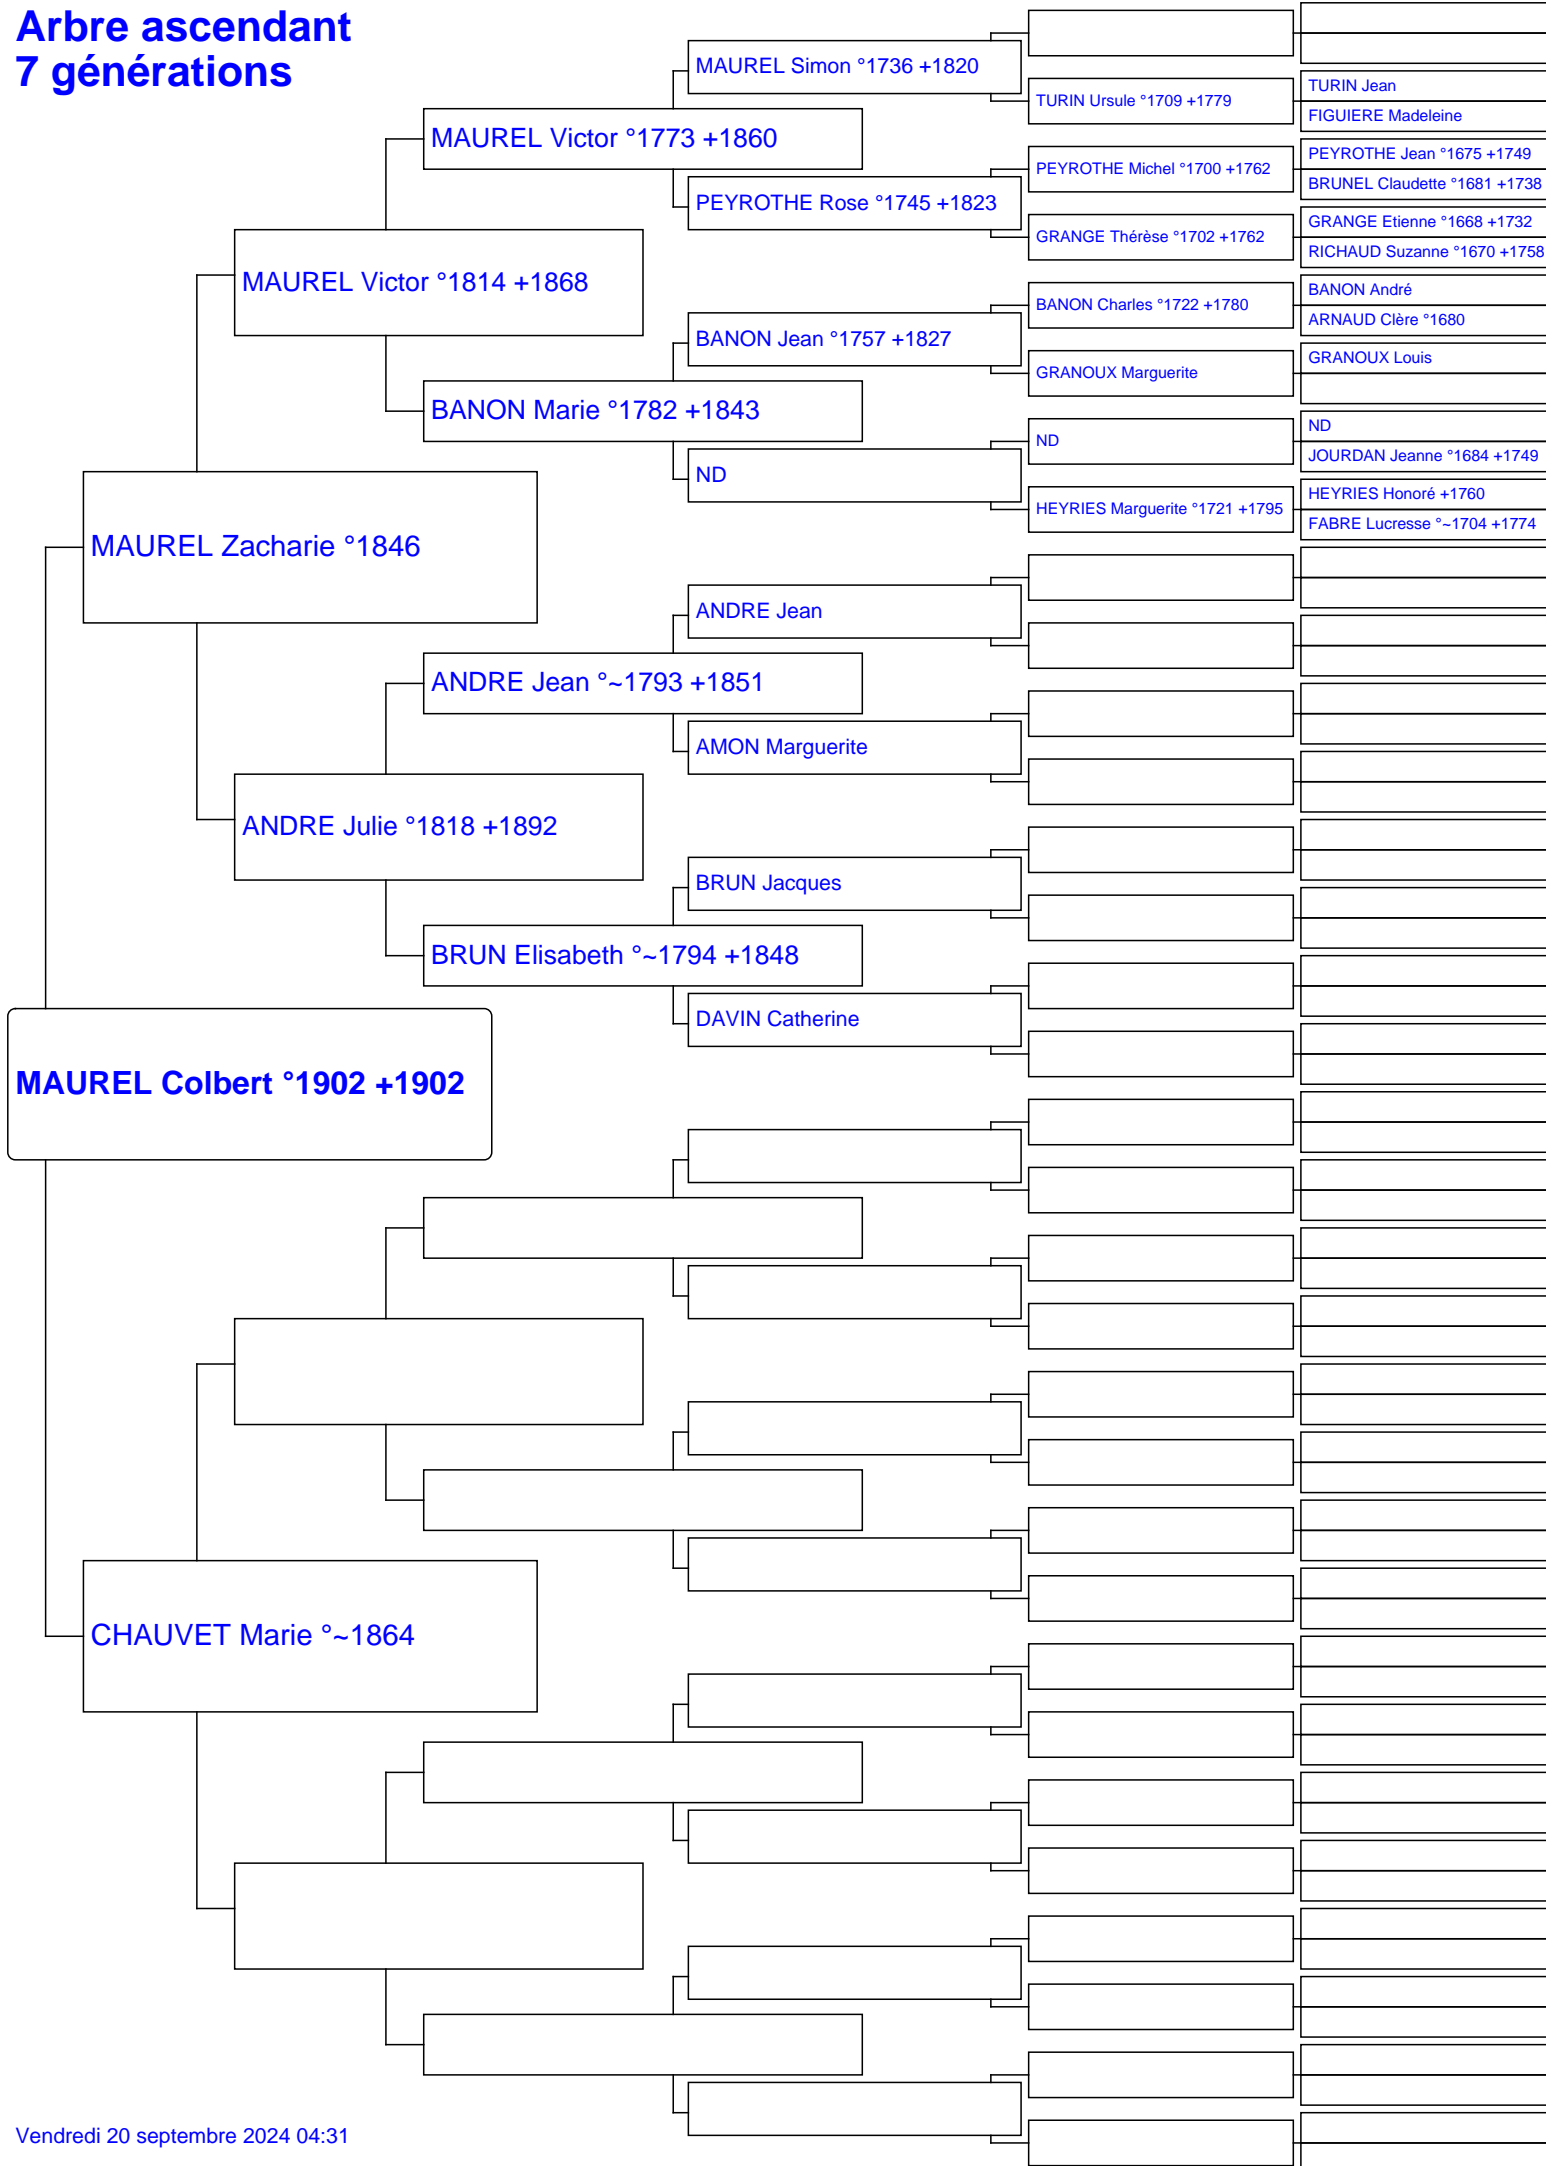 Arbre ascendant
7 générations
MAUREL Colbert °1902 +1902
MAUREL Zacharie °1846
CHAUVET Marie °~1864
MAUREL Victor °1814 +1868
ANDRE Julie °1818 +1892
MAUREL Victor °1773 +1860
BANON Marie °1782 +1843
ANDRE Jean °~1793 +1851
BRUN Elisabeth °~1794 +1848
MAUREL Simon °1736 +1820
PEYROTHE Rose °1745 +1823
BANON Jean °1757 +1827
ND
ANDRE Jean
AMON Marguerite
BRUN Jacques
DAVIN Catherine
TURIN Ursule °1709 +1779
PEYROTHE Michel °1700 +1762
GRANGE Thérèse °1702 +1762
BANON Charles °1722 +1780
GRANOUX Marguerite
ND
HEYRIES Marguerite °1721 +1795
TURIN Jean
FIGUIERE Madeleine
PEYROTHE Jean °1675 +1749
BRUNEL Claudette °1681 +1738
GRANGE Etienne °1668 +1732
RICHAUD Suzanne °1670 +1758
BANON André
ARNAUD Clère °1680
GRANOUX Louis
ND
JOURDAN Jeanne °1684 +1749
HEYRIES Honoré +1760
FABRE Lucresse °~1704 +1774
Vendredi 20 septembre 2024 04:31